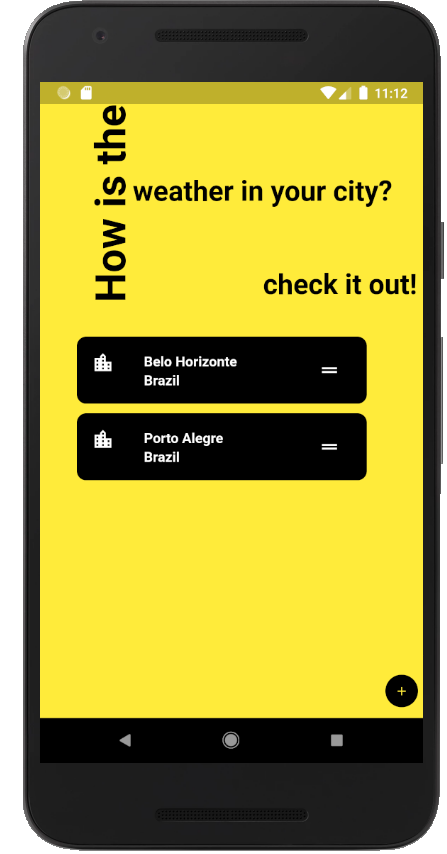 11:12
How is the
weather in your city?
check it out!
Belo Horizonte
Brazil
Porto Alegre
Brazil
+